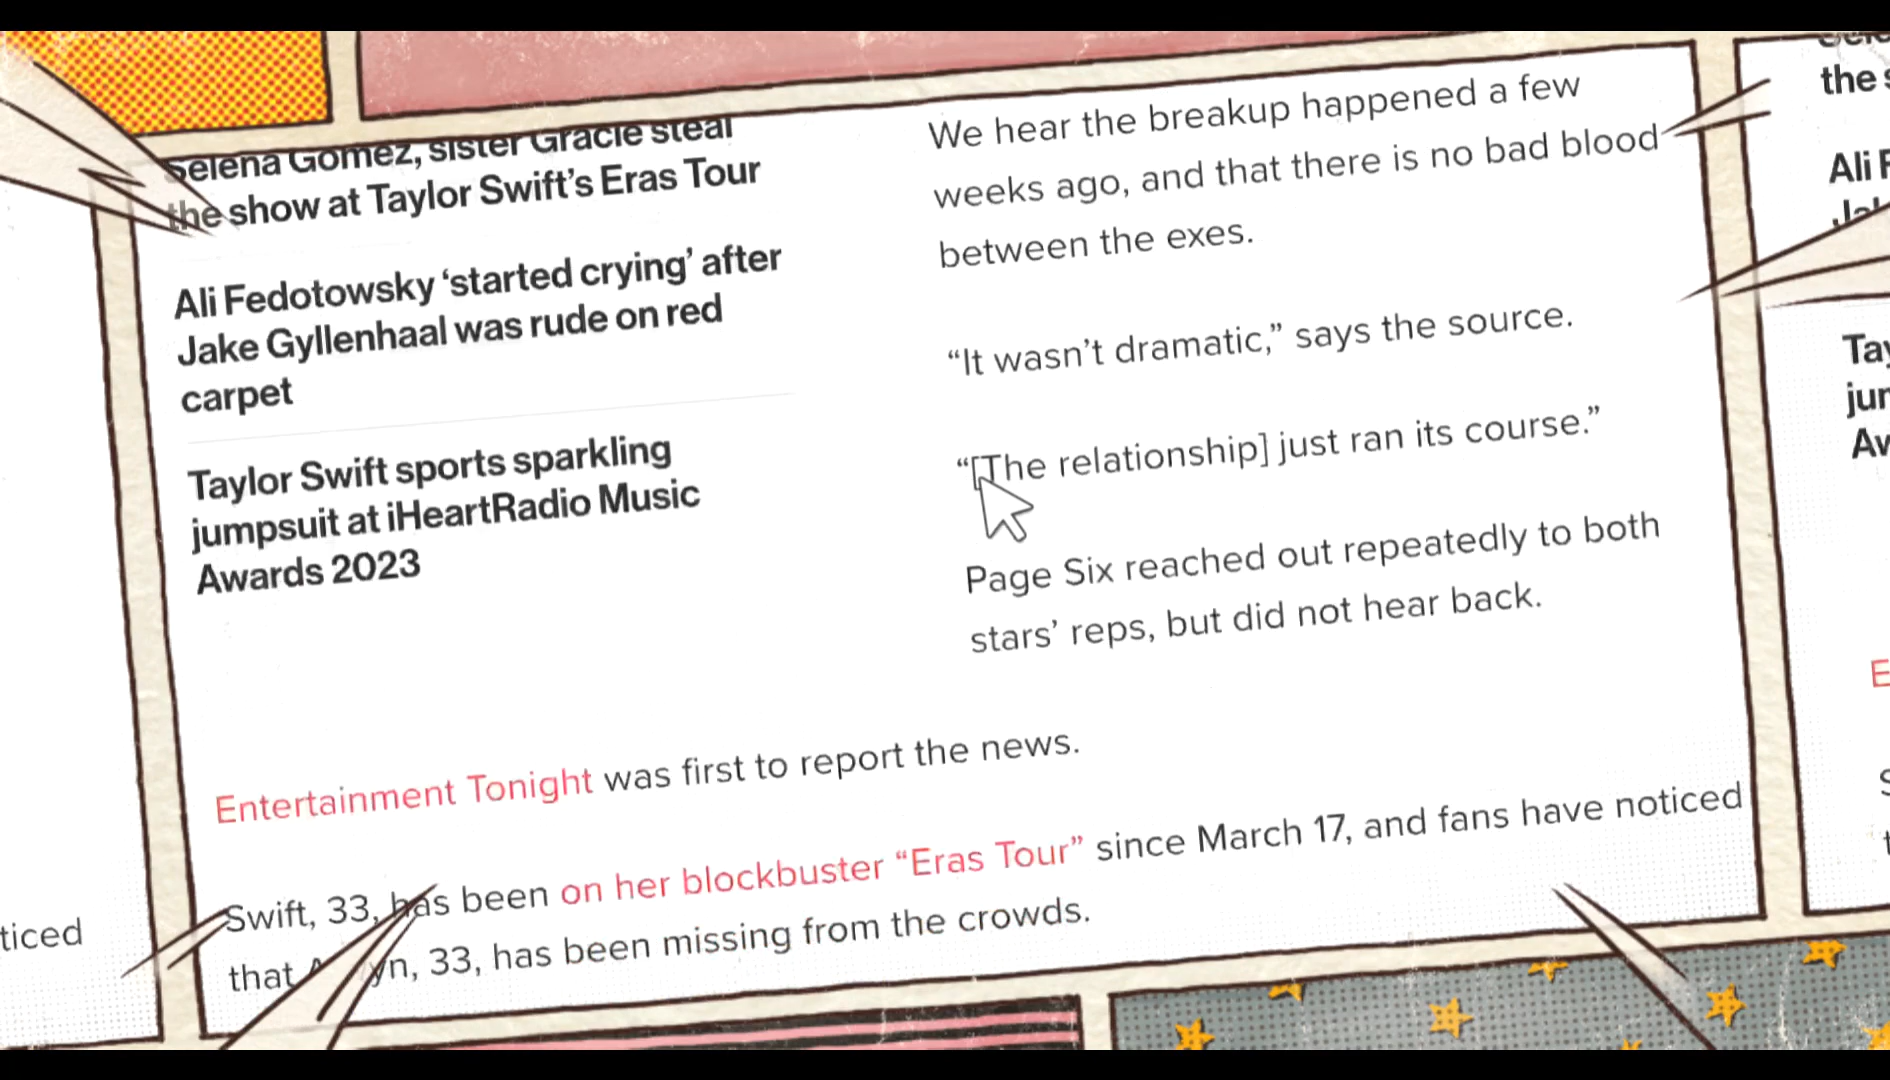 Selena Gomez, sister Gracie steal
the show at Taylor Swift's Eras Tour
Ali Fedotowsky 'started crying' after
Jake Gyllenhaal was rude on red
carpet
Taylor Swift sports sparkling
jumpsuit at iHeartRadio Music
Awards 2023
We hear the breakup happened a few
weeks ago, and that there is no bad blood
between the exes.
“It wasn't dramatic,” says the source.
“[The relationship] just ran its course.”
Page Six reached out repeatedly to both
stars' reps, but did not hear back.
Entertainment Tonight was first to report the news.
Swift, 33, has been on her blockbuster “Eras Tour” since March 17, and fans have noticed
that yn, 33, has been missing from the crowds.
ticed
the s
Ali F
Tay
jur
Aw
E